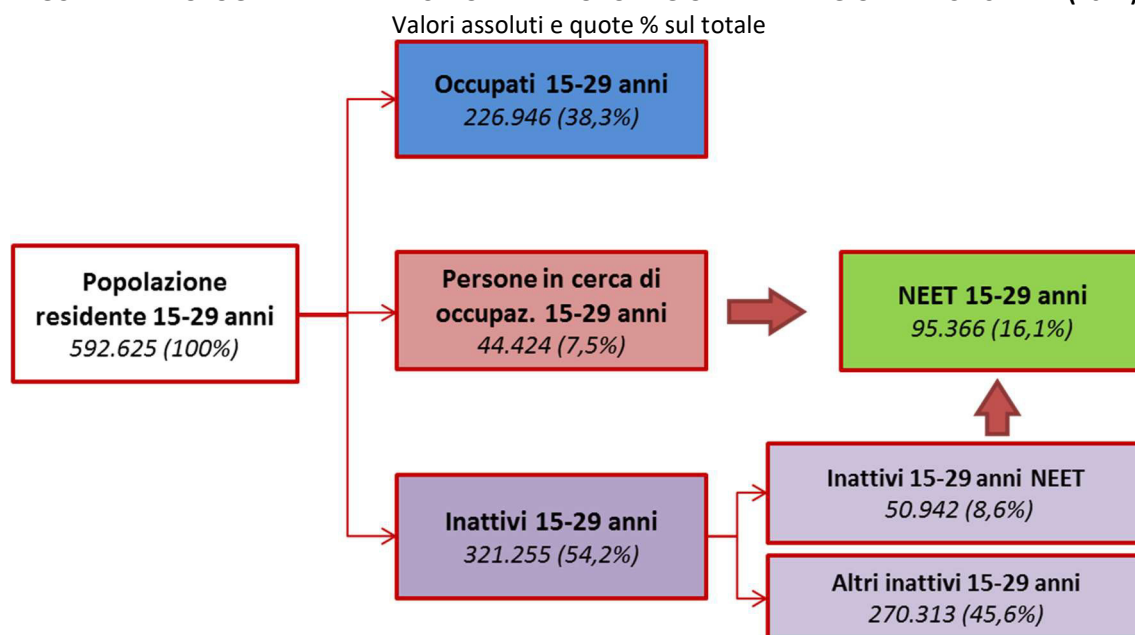 Valori assoluti e quote % sul totale
Occupati 15-29 anni
226.946 (38,3%)
Popolazione
residente 15-29 anni
592.625 (100%)
Persone in cerca di
occupaz. 15-29 anni
44.424 (7,5%)
NEET 15-29 anni
95.366 (16,1%)
Inattivi 15-29 anni
321.255 (54,2%)
Inattivi 15-29 anni NEET
50.942 (8,6%)
Altri inattivi 15-29 anni
270.313 (45,6%)